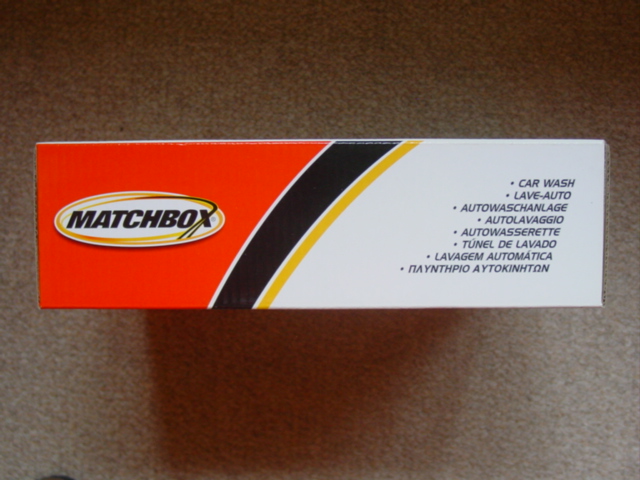 MATCHBOX
• CAR WASH
• LAVE-AUTO
• AUTOWASCHANLAGE
• AUTOLAVAGGIO
• AUTOWASSERETTE
• TÚNEL DE LAVADO
• LAVAGEM AUTOMÁTICA
• ΠΛΥΝΤΗΡΙΟ ΑΥΤΟΚΙΝΗΤΩΝ